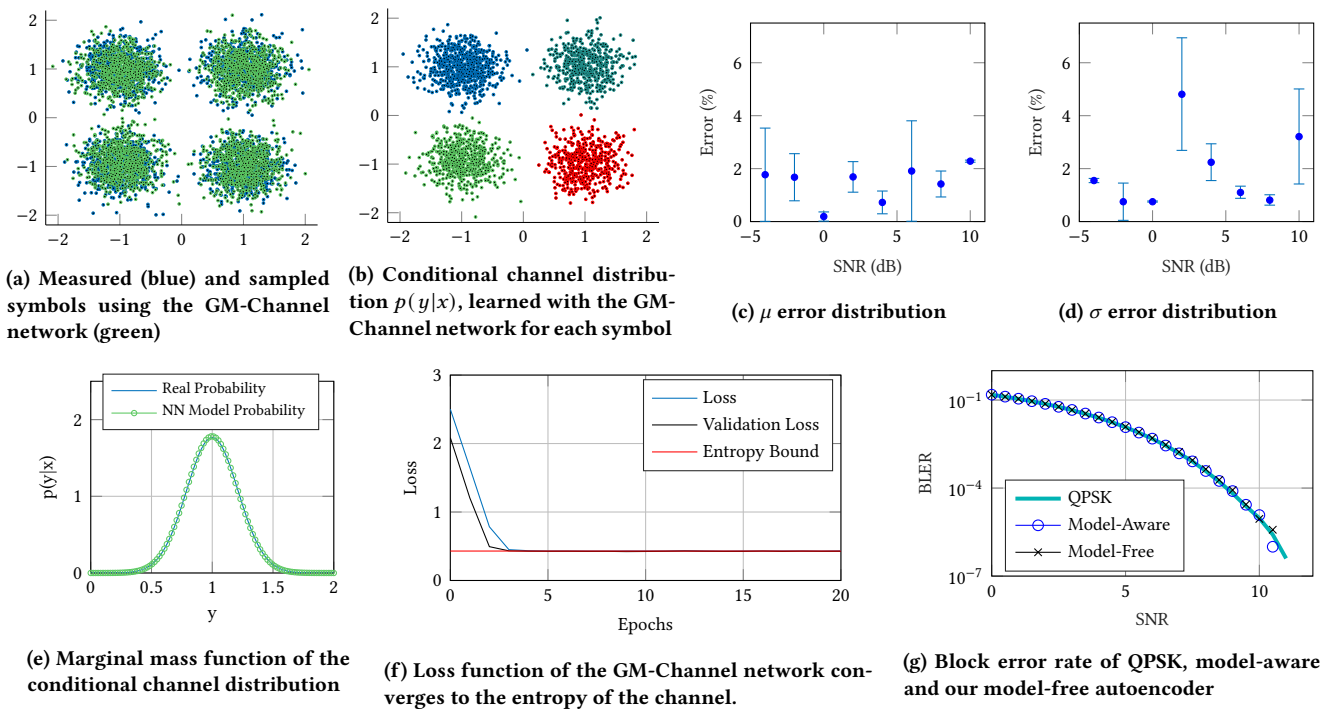 2
1
0
−1
−2
−2 −1 0 1 2
(a) Measured (blue) and sampled
symbols using the GM-Channel
network (green)
2
1
0
−1
−2
−2 −1 0 1 2
(b) Conditional channel distribu-
tion p(y|x), learned with the GM-
Channel network for each symbol
6
4
2
0
Error (%)
−5 0 5 10
SNR (dB)
(c) μ error distribution
6
4
2
0
Error (%)
−5 0 5 10
SNR (dB)
(d) σ error distribution
Real Probability
NN Model Probability
2
1
0
p(y|x)
0 0.5 1 1.5 2
y
(e) Marginal mass function of the
conditional channel distribution
3
2
1
0
Loss
Loss
Validation Loss
Entropy Bound
0 5 10 15 20
Epochs
(f) Loss function of the GM-Channel network con-
verges to the entropy of the channel.
10−1
10−4
10−7
BLER
QPSK
Model-Aware
Model-Free
0 5 10
SNR
(g) Block error rate of QPSK, model-aware
and our model-free autoencoder